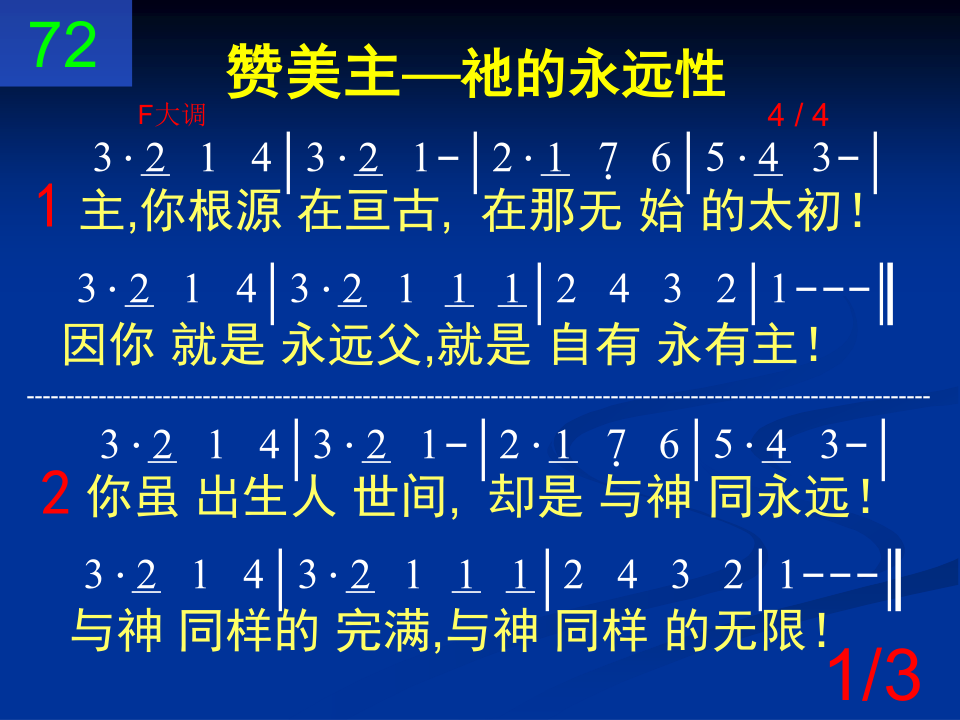 72
赞美主—祂的永远性
F大调 4 / 4
3·2 1 4│3·2 1-│2·1 7̣ 6│5·4 3-│
1 主,你根源 在亘古, 在那无 始 的太初！
3·2 1 4│3·2 1 1 1│2 4 3 2│1---‖
因你 就是 永远父,就是 自有 永有主！
3·2 1 4│3·2 1-│2·1 7̣ 6│5·4 3-│
2 你虽 出生人 世间, 却是 与神 同永远！
3·2 1 4│3·2 1 1 1│2 4 3 2│1---‖
与神 同样的 完满,与神 同样 的无限！
1/3